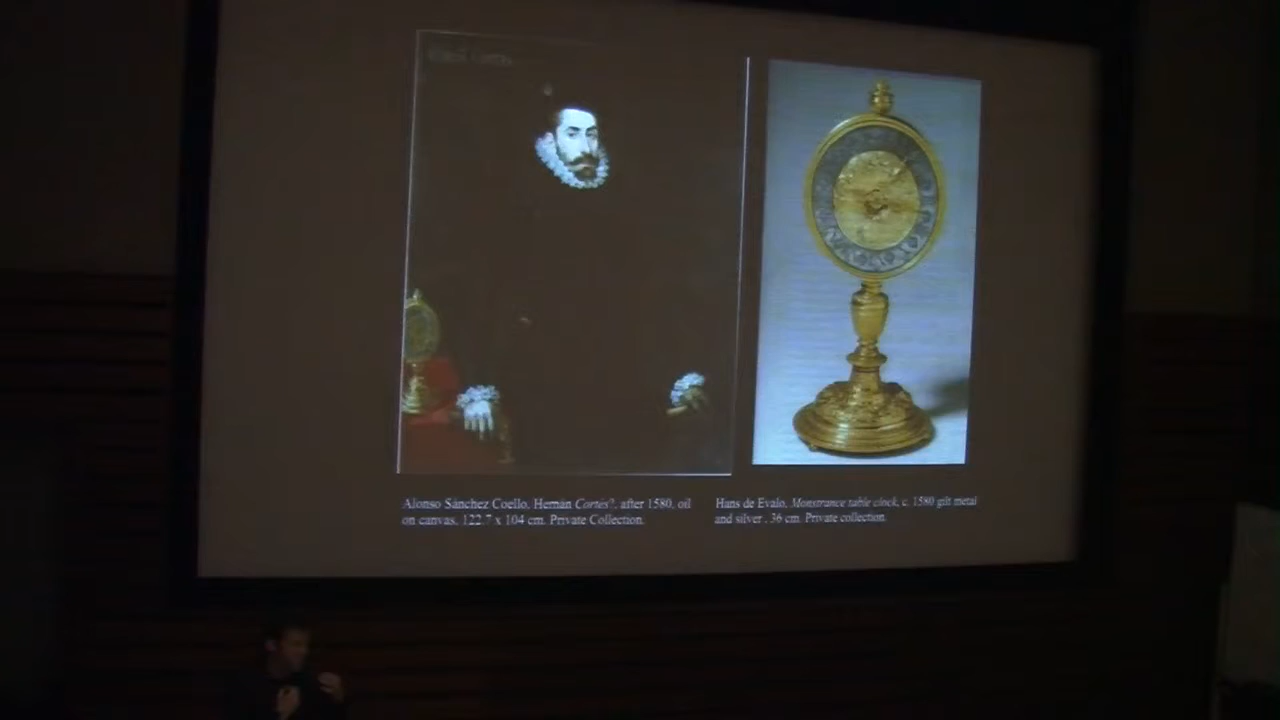 Alonso Sánchez Coello, Hernán Cortés?, after 1580, oil
on canvas, 122.7 x 104 cm. Private Collection.
Hans de Evalo, Monstrance table clock, c. 1580 gilt metal
and silver , 36 cm. Private collection.